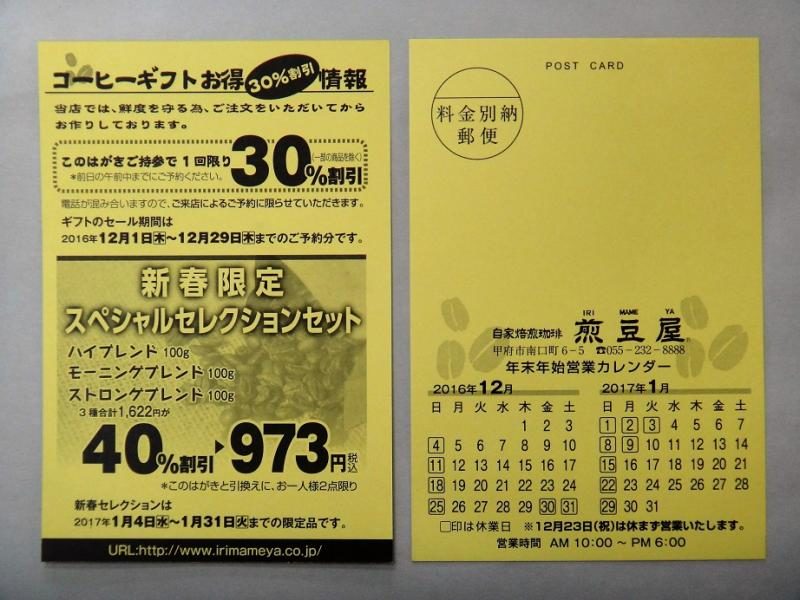 コーヒーギフトお得 30%割引 情報
当店では、鮮度を守る為、ご注文をいただいてから
お作りしております。
このはがきご持参で1回限り 30%割引
(一部の商品を除く)
*前日の午前中までにご予約ください。
電話が混み合いますので、ご来店によるご予約に限らせていただきます。
ギフトのセール期間は
2016年12月1日木〜12月29日木までのご予約分です。
新春限定
スペシャルセレクションセット
ハイブレンド 100g
モーニングブレンド 100g
ストロングブレンド 100g
3種合計1,622円が
40%割引 973円 税込
*このはがきと引換えに、お一人様2点限り
新春セレクションは
2017年1月4日水〜1月31日火までの限定品です。
URL:http://www.irimameya.co.jp/
POST CARD
料金別納
郵便
IRI MAME YA
自家焙煎珈琲 煎豆屋
甲府市南口町6-5 ☎055-232-8888
年末年始営業カレンダー
2016年12月
日 月 火 水 木 金 土
1 2 3
4 5 6 7 8 9 10
11 12 13 14 15 16 17
18 19 20 21 22 23 24
25 26 27 28 29 30 31
2017年1月
日 月 火 水 木 金 土
1 2 3 4 5 6 7
8 9 10 11 12 13 14
15 16 17 18 19 20 21
22 23 24 25 26 27 28
29 30 31
□印は休業日 ※12月23日(祝)は休まず営業いたします。
営業時間 AM 10:00 〜 PM 6:00